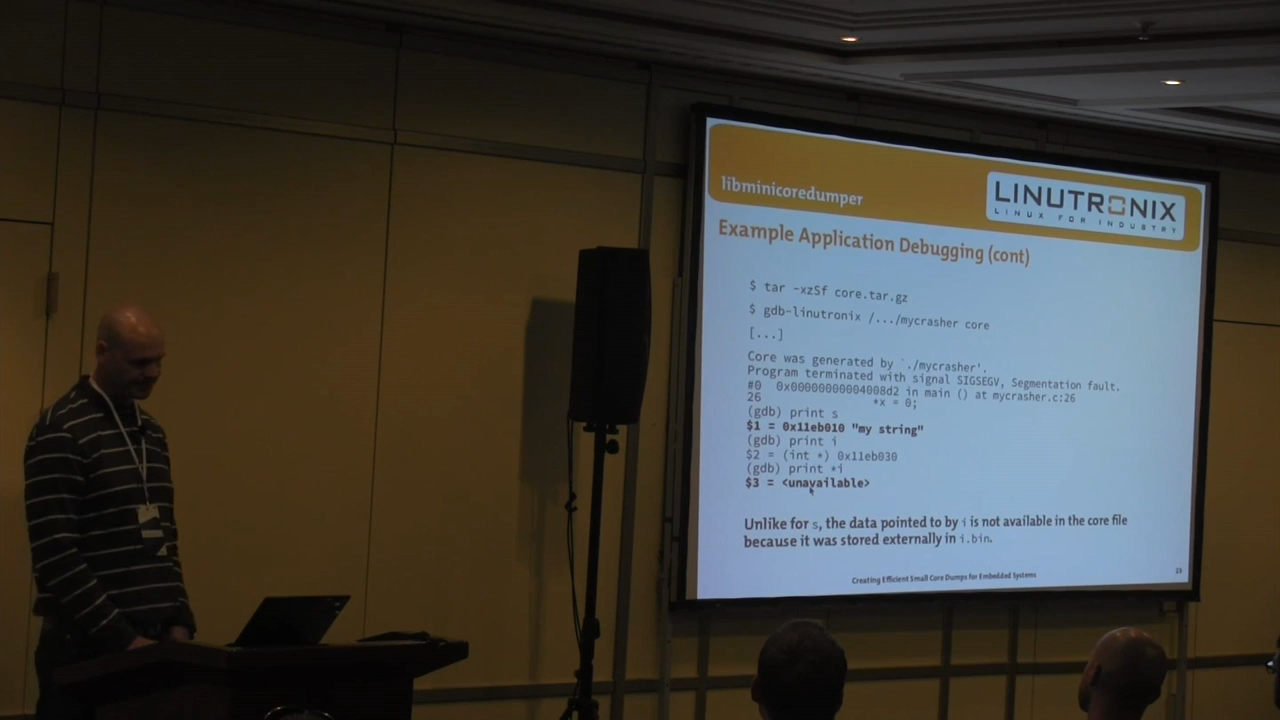 libminicoredumper
LINUTRONIX
LINUX FOR INDUSTRY
Example Application Debugging (cont)
$ tar -xzSf core.tar.gz
$ gdb-linutronix /.../mycrasher core
[...]
Core was generated by `./mycrasher'.
Program terminated with signal SIGSEGV, Segmentation fault.
#0 0x00000000004008d2 in main () at mycrasher.c:26
26 *x = 0;
(gdb) print s
$1 = 0x11eb010 "my string"
(gdb) print i
$2 = (int *) 0x11eb030
(gdb) print *i
$3 = <unavailable>
Unlike for s, the data pointed to by i is not available in the core file
because it was stored externally in i.bin.
Creating Efficient Small Core Dumps for Embedded Systems